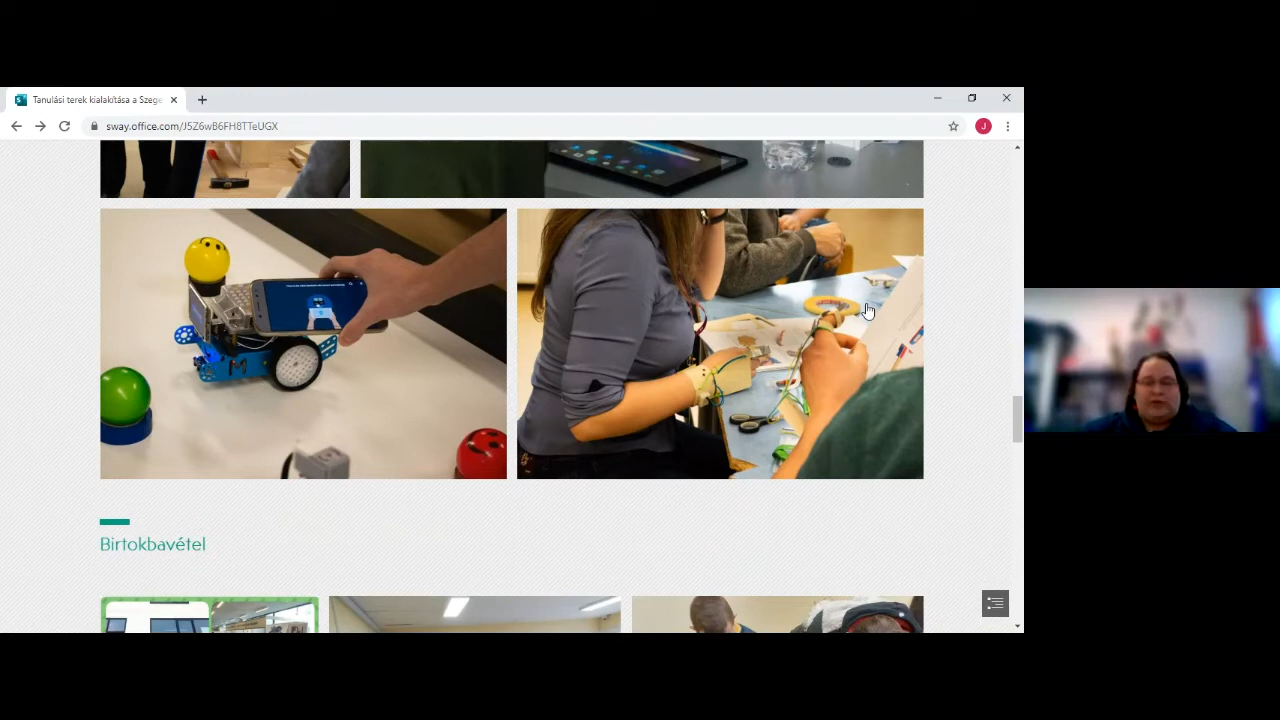 Tanulási terek kialakítása a Szege
sway.office.com/J5Z6wB6FH8TTeUGX
J
Birtokbavétel